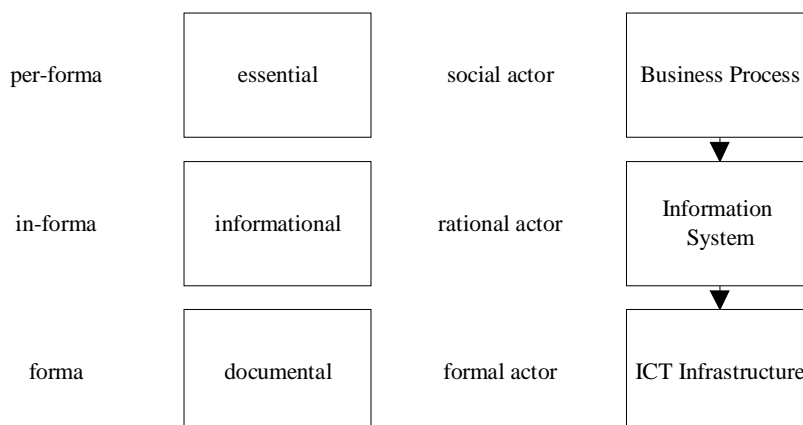 per-forma
essential
social actor
Business Process
in-forma
informational
rational actor
Information
System
forma
documental
formal actor
ICT Infrastructure